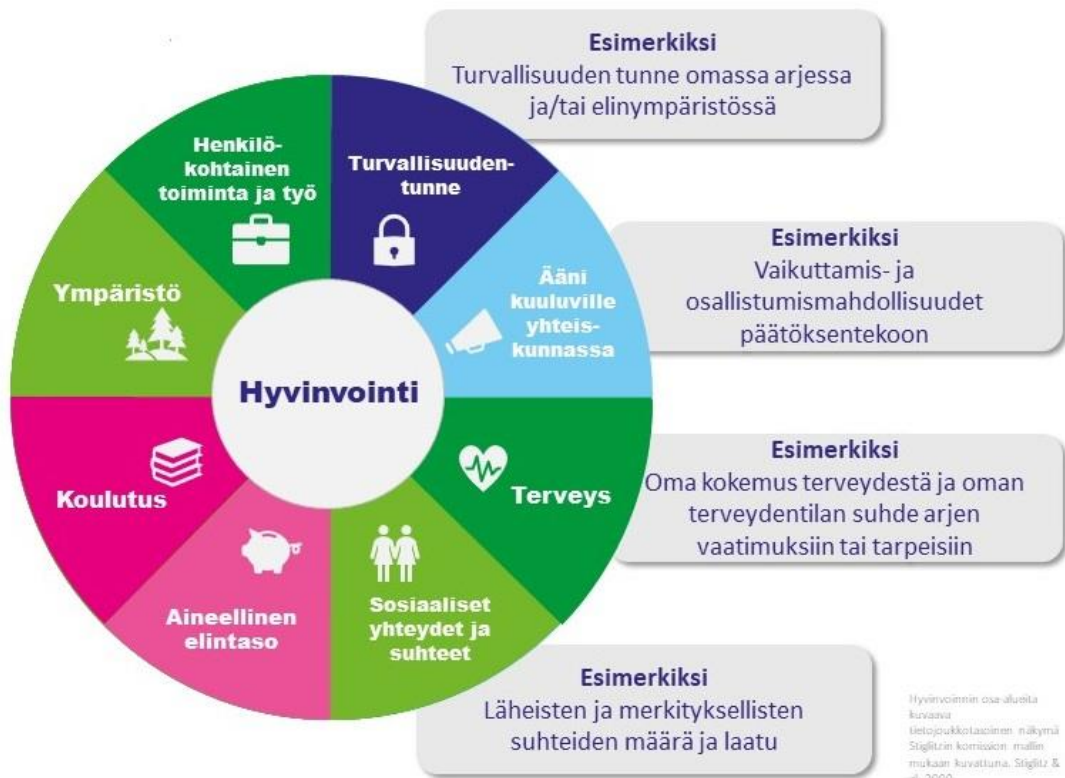 Esimerkiksi
Turvallisuuden tunne omassa arjessa
ja/tai elinympäristössä
Henkilö-
kohtainen
toiminta ja työ
Turvallisuuden-
tunne
Esimerkiksi
Vaikuttamis- ja
osallistumismahdollisuudet
päätöksentekoon
Ääni
kuuluville
yhteis-
kunnassa
Ympäristö
Hyvinvointi
Esimerkiksi
Oma kokemus terveydestä ja oman
terveydentilan suhde arjen
vaatimuksiin tai tarpeisiin
Koulutus
Terveys
Aineellinen
elintaso
Sosiaaliset
yhteydet ja
suhteet
Esimerkiksi
Läheisten ja merkityksellisten
suhteiden määrä ja laatu
Hyvinvoinnin osa-alueita
kuvaava
tietojoukkotasoinen näkymä
Stiglitzin komission mallin
mukaan kuvattuna. Stiglitz &